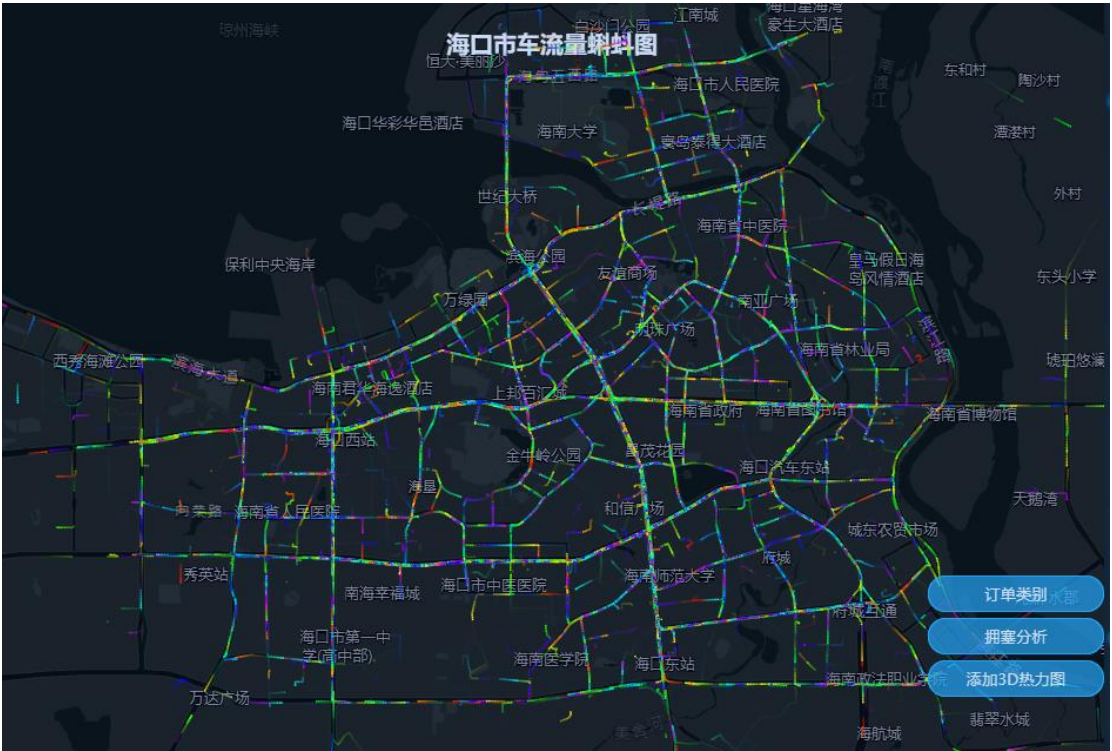 琼州海峡
白沙门公园
江南城
海口皇海湾
豪生大酒店
海口市车流量蝌蚪图
恒大·美丽沙
海甸五西路
海口市人民医院
南渡江
东和村
陶沙村
海口华彩华邑酒店
海南大学
寰岛泰得大酒店
潭漤村
世纪大桥
长堤路
外村
海南省中医院
滨海公园
保利中央海岸
友谊商场
皇马假日海
岛风情酒店
东头小学
万绿园
南亚广场
明珠广场
滨江路
西秀海滩公园
滨海大道
海南省林业局
琥珀悠澜
海南君华海逸酒店
上邦百汇城
海南省政府
海南省图书馆
海南省博物馆
海口西站
金牛岭公园
昌茂花园
海口汽车东站
海垦
天鹅湾
丘荣路
海南省人民医院
和信广场
城东农贸市场
秀英站
南海幸福城
海口市中医医院
海南师范大学
府城
订单类别
府城互通
海口市第一中
学(高中部)
拥塞分析
海南医学院
海口东站
海南政法职业学院
添加3D热力图
万达广场
翡翠水城
美舍河
海航城